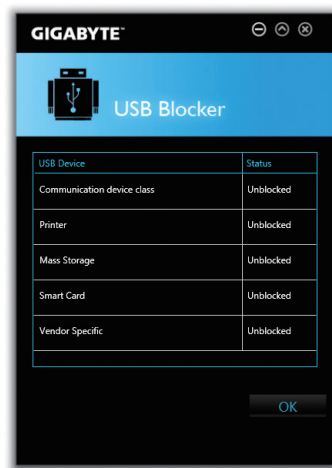 GIGABYTE™
USB Blocker
USB Device Status
Communication device class Unblocked
Printer Unblocked
Mass Storage Unblocked
Smart Card Unblocked
Vendor Specific Unblocked
OK